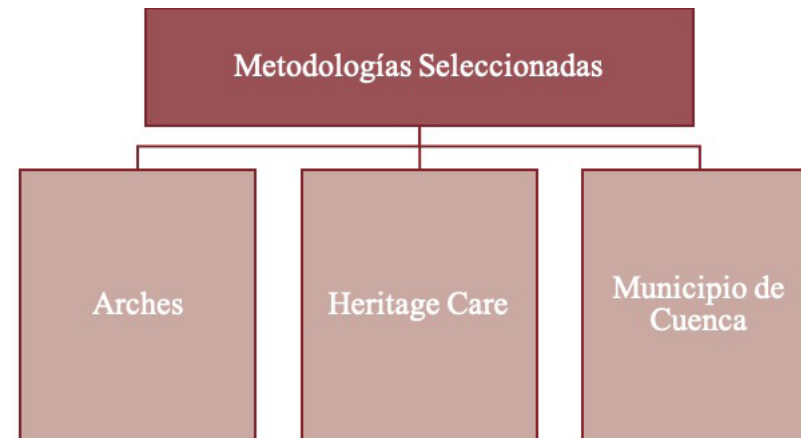 Metodologías Seleccionadas
Arches
Heritage Care
Municipio de
Cuenca